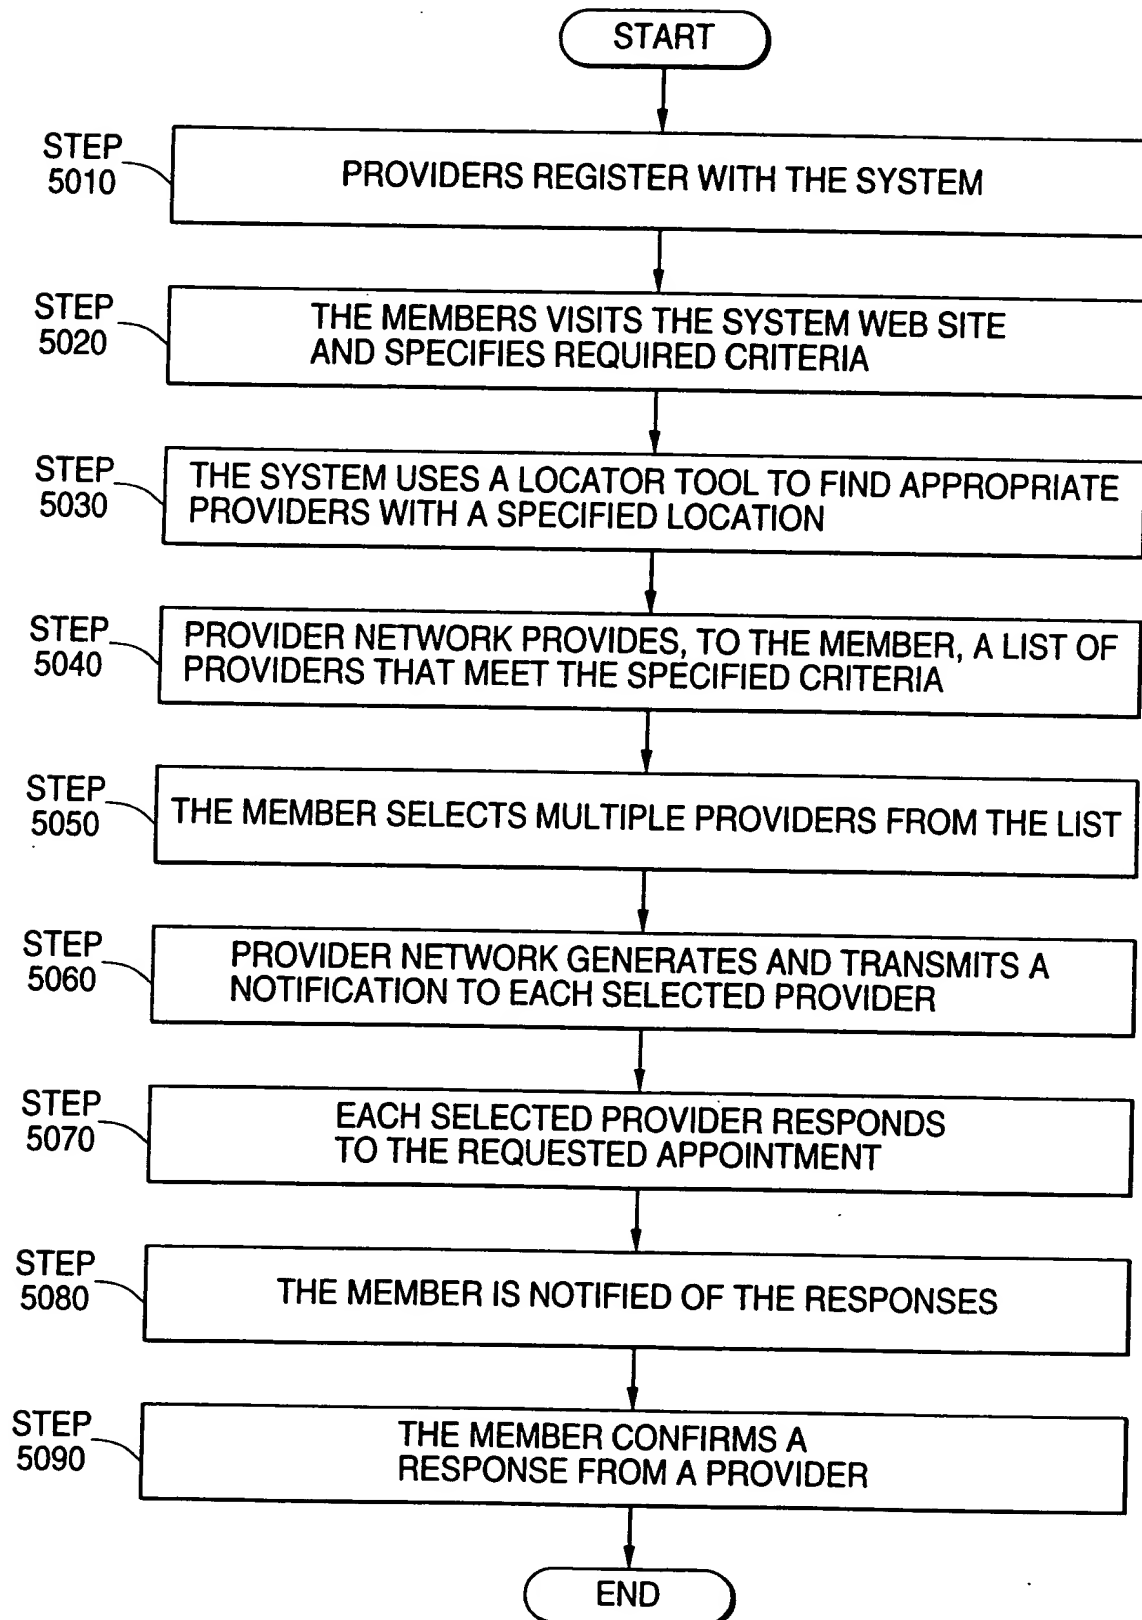 START
STEP
5010
PROVIDERS REGISTER WITH THE SYSTEM
STEP
5020
THE MEMBERS VISITS THE SYSTEM WEB SITE
AND SPECIFIES REQUIRED CRITERIA
STEP
5030
THE SYSTEM USES A LOCATOR TOOL TO FIND APPROPRIATE
PROVIDERS WITH A SPECIFIED LOCATION
STEP
5040
PROVIDER NETWORK PROVIDES, TO THE MEMBER, A LIST OF
PROVIDERS THAT MEET THE SPECIFIED CRITERIA
STEP
5050
THE MEMBER SELECTS MULTIPLE PROVIDERS FROM THE LIST
STEP
5060
PROVIDER NETWORK GENERATES AND TRANSMITS A
NOTIFICATION TO EACH SELECTED PROVIDER
STEP
5070
EACH SELECTED PROVIDER RESPONDS
TO THE REQUESTED APPOINTMENT
STEP
5080
THE MEMBER IS NOTIFIED OF THE RESPONSES
STEP
5090
THE MEMBER CONFIRMS A
RESPONSE FROM A PROVIDER
END